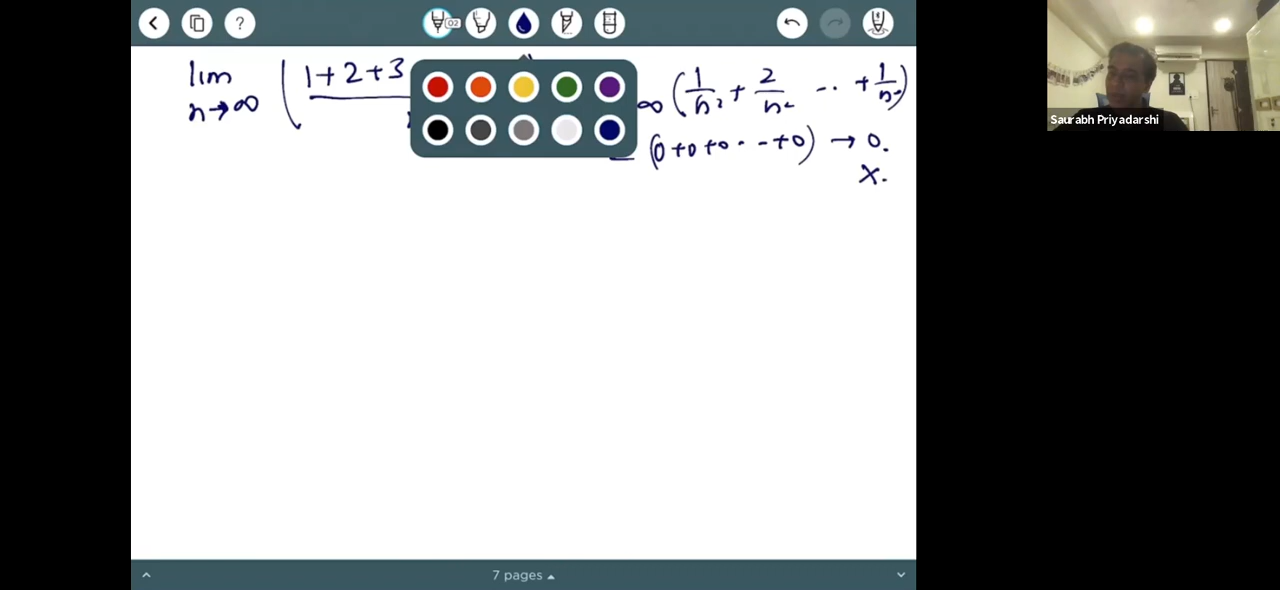 ?
02
lim ( 1+2+3
n→∞
∞ ( 1/n² + 2/n² ·· + 1/n² )
= (0+0+0··-+0) → 0.
X.
Saurabh Priyadarshi
7 pages